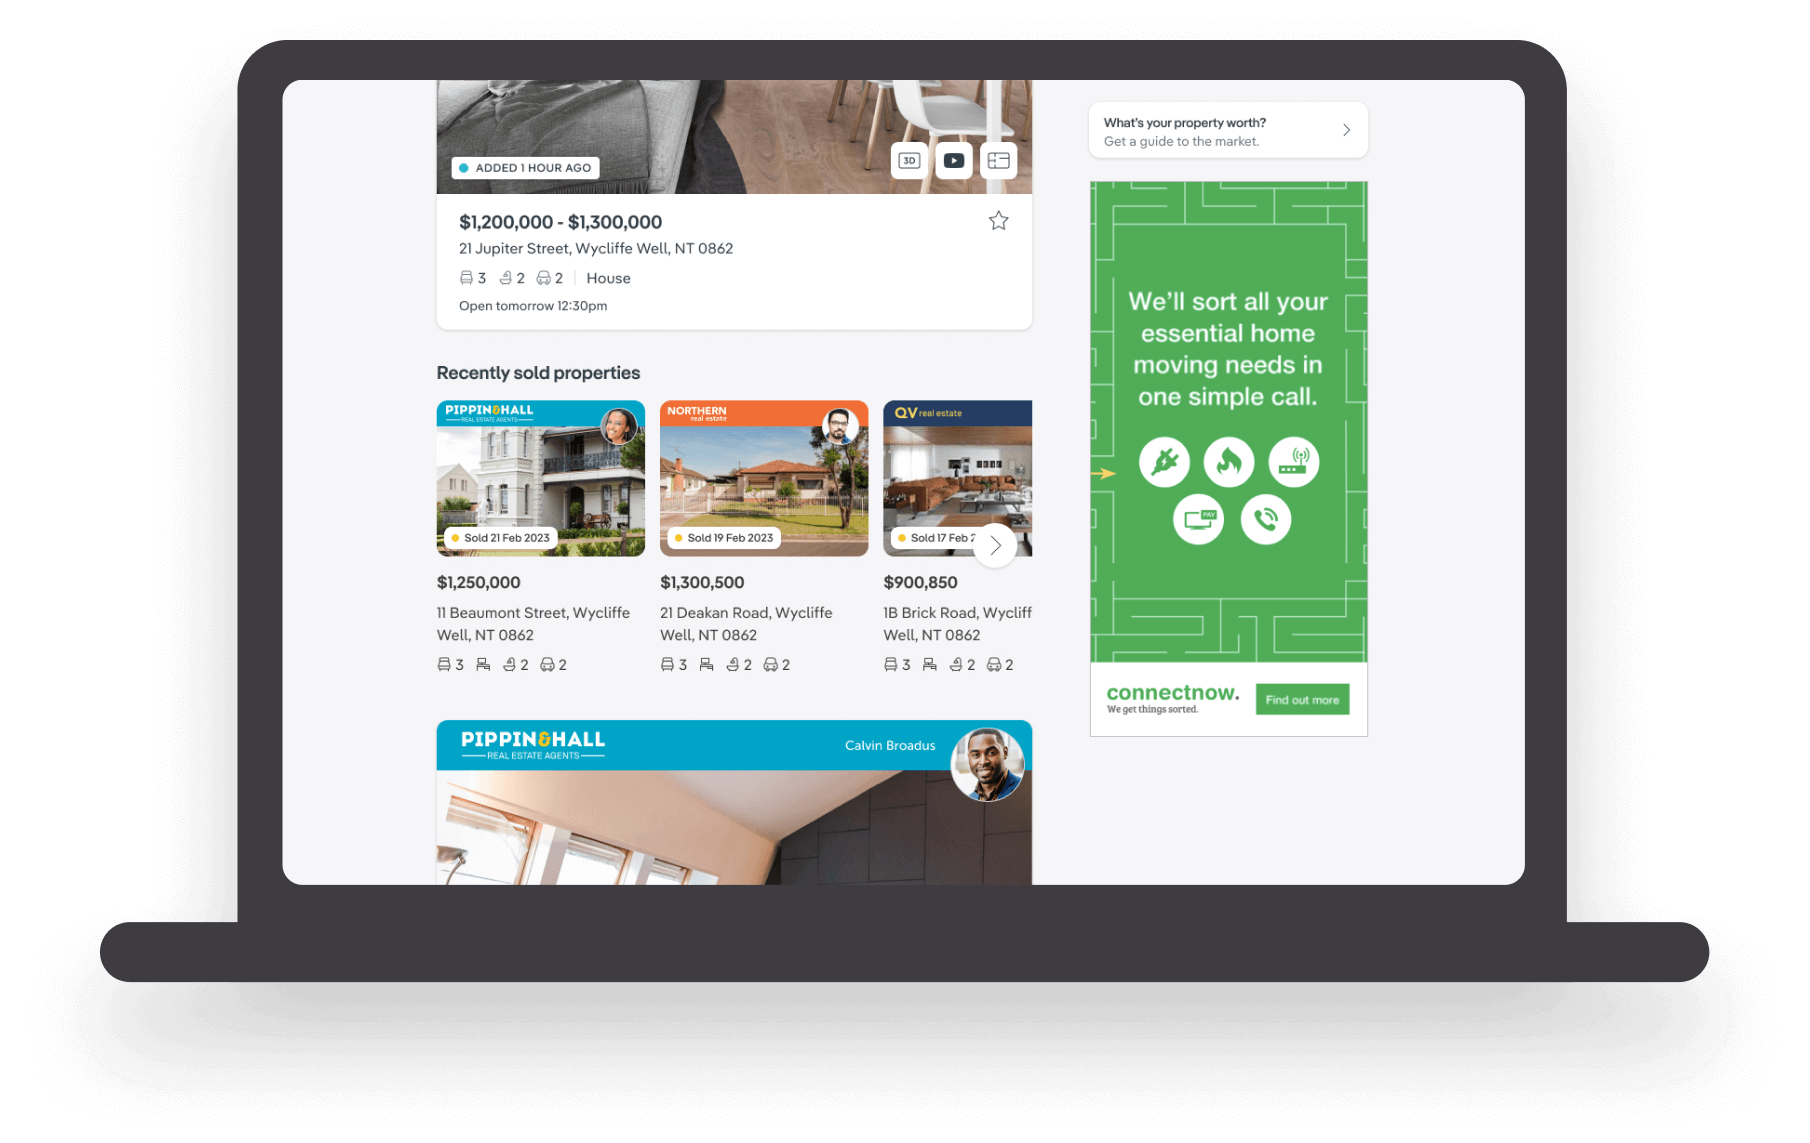 ADDED 1 HOUR AGO
3D
$1,200,000 - $1,300,000
21 Jupiter Street, Wycliffe Well, NT 0862
3 2 2 House
Open tomorrow 12:30pm
Recently sold properties
PIPPIN&HALL
REAL ESTATE AGENTS
Sold 21 Feb 2023
$1,250,000
11 Beaumont Street, Wycliffe
Well, NT 0862
3 2 2
NORTHERN
real estate
Sold 19 Feb 2023
$1,300,500
21 Deakan Road, Wycliffe
Well, NT 0862
3 2 2
QV real estate
Sold 17 Feb 2
$900,850
1B Brick Road, Wycliff
Well, NT 0862
3 2 2
PIPPIN&HALL
REAL ESTATE AGENTS
Calvin Broadus
What's your property worth?
Get a guide to the market.
We'll sort all your
essential home
moving needs in
one simple call.
PAY
connectnow.
We get things sorted.
Find out more